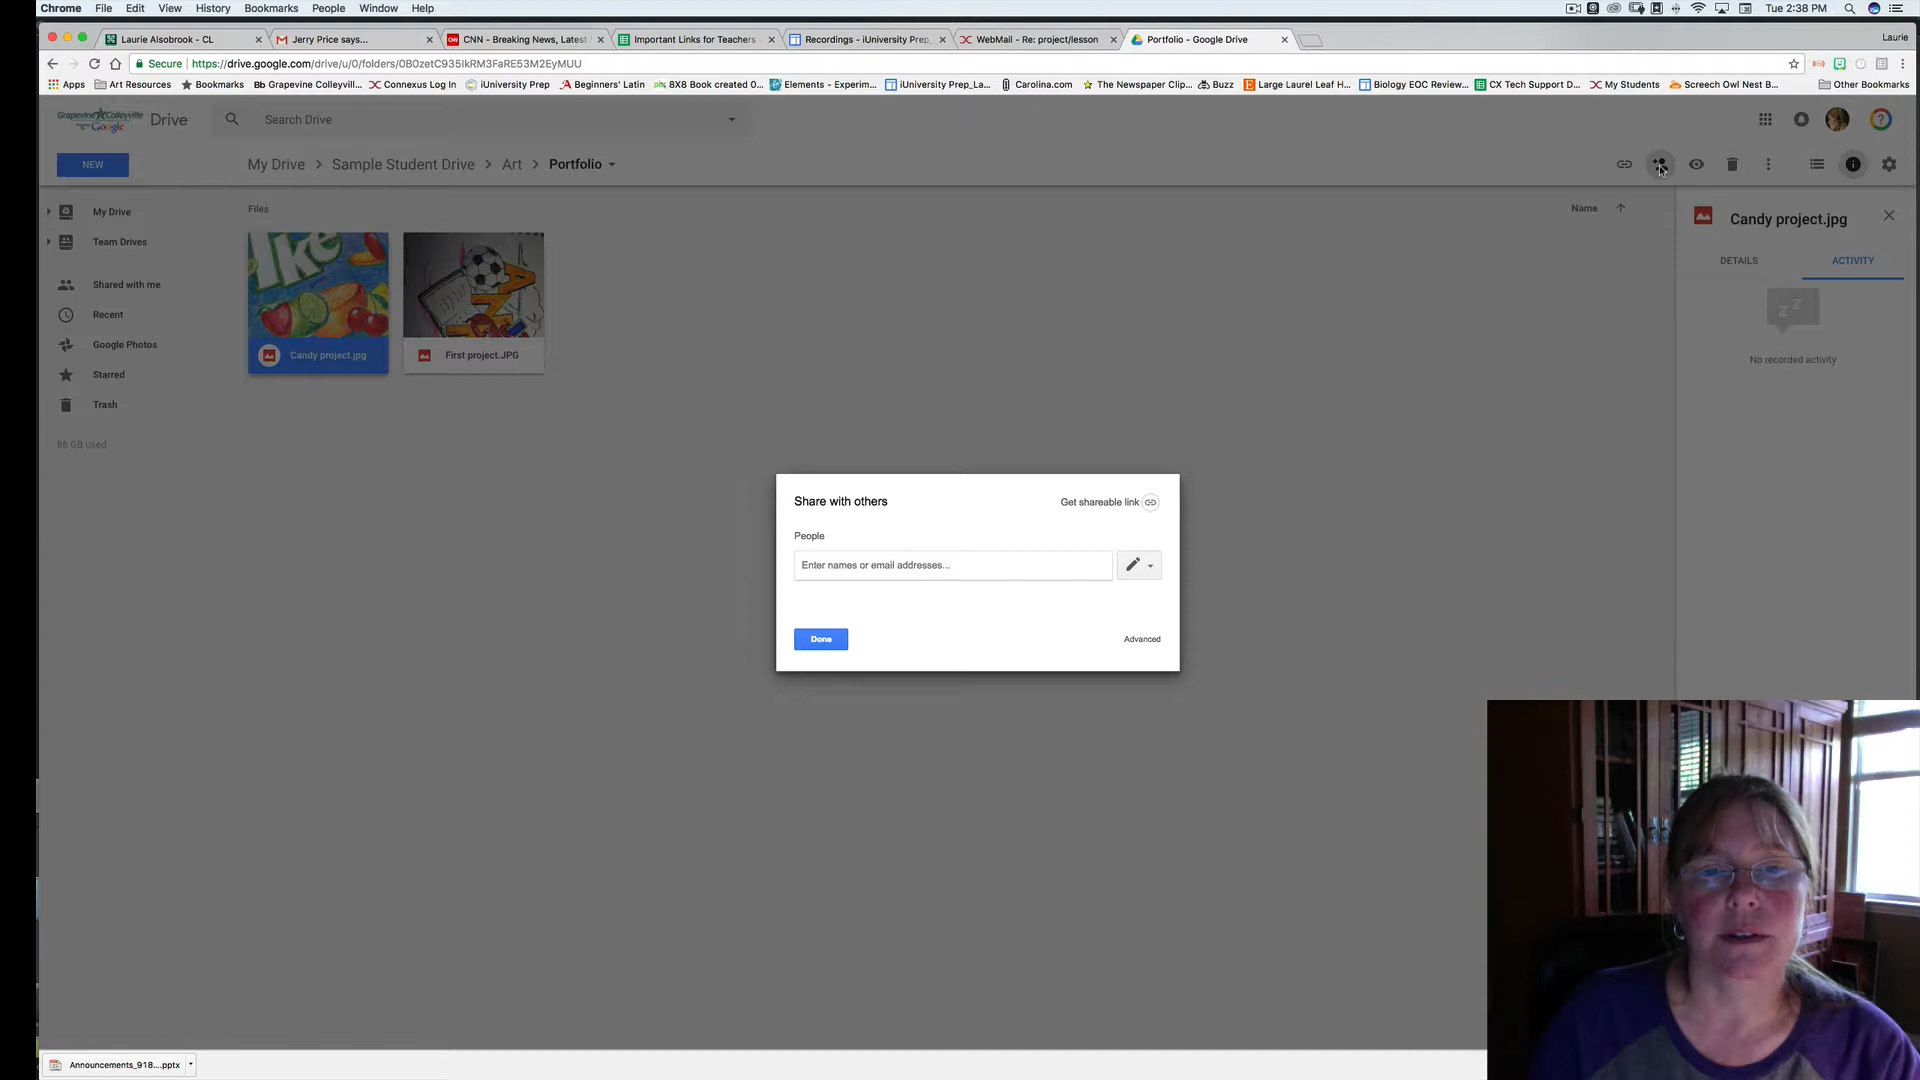 Chrome File Edit View History Bookmarks People Window Help Tue 2:38 PM
Laurie Alsobrook - CL Jerry Price says... CNN - Breaking News, Latest Important Links for Teachers - Recordings - iUniversity Prep, WebMail - Re: project/lesson Portfolio - Google Drive Laurie
Secure https://drive.google.com/drive/u/0/folders/0B0zetC935IkRM3FaRE53M2EyMUU
Apps Art Resources Bookmarks Bb Grapevine Colleyvill... Connexus Log In iUniversity Prep Beginners' Latin 8X8 Book created 0... Elements - Experim... iUniversity Prep_La... Carolina.com The Newspaper Clip... Buzz Large Laurel Leaf H... Biology EOC Review... CX Tech Support D... My Students Screech Owl Nest B... Other Bookmarks
Grapevine Colleyville
Google
Drive Search Drive
NEW My Drive > Sample Student Drive > Art > Portfolio
My Drive
Team Drives
Shared with me
Recent
Google Photos
Starred
Trash
86 GB used
Files Name
Ike
Candy project.jpg First project.JPG
Candy project.jpg
DETAILS ACTIVITY
z z
No recorded activity
Share with others Get shareable link
People
Enter names or email addresses...
Done Advanced
Announcements_918....pptx